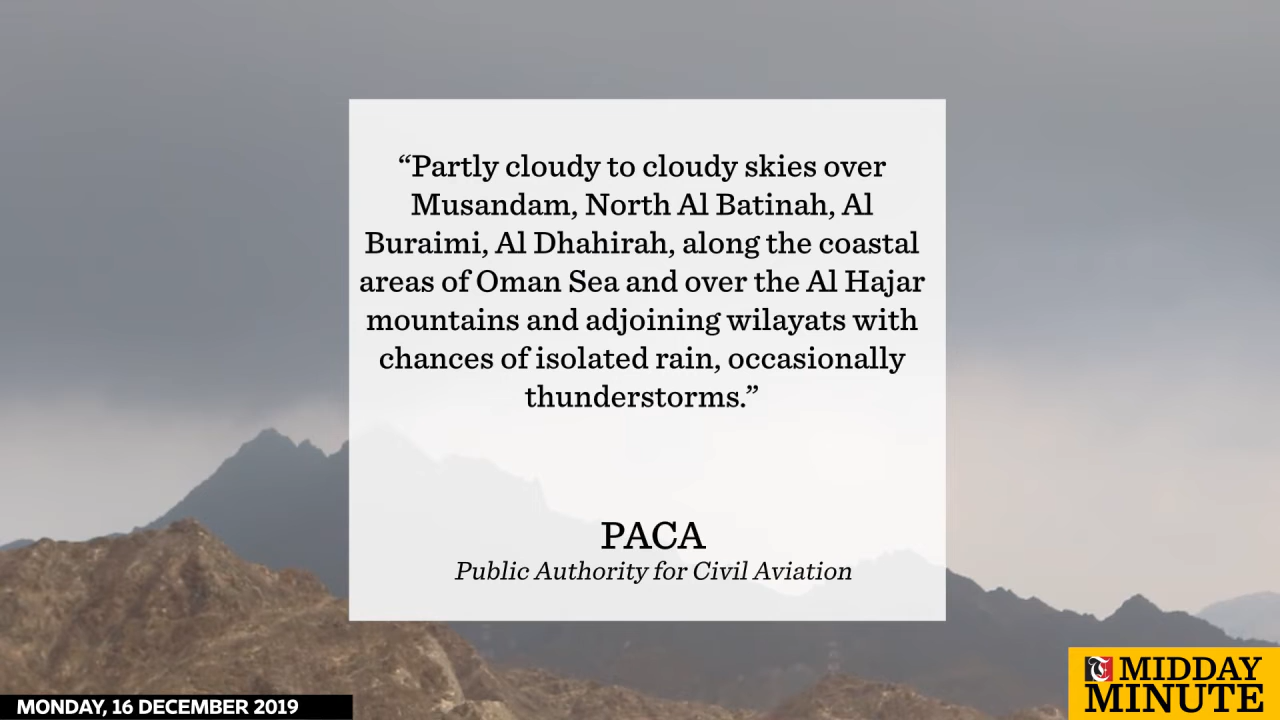 “Partly cloudy to cloudy skies over
Musandam, North Al Batinah, Al
Buraimi, Al Dhahirah, along the coastal
areas of Oman Sea and over the Al Hajar
mountains and adjoining wilayats with
chances of isolated rain, occasionally
thunderstorms.”
PACA
Public Authority for Civil Aviation
MONDAY, 16 DECEMBER 2019
MIDDAY
MINUTE